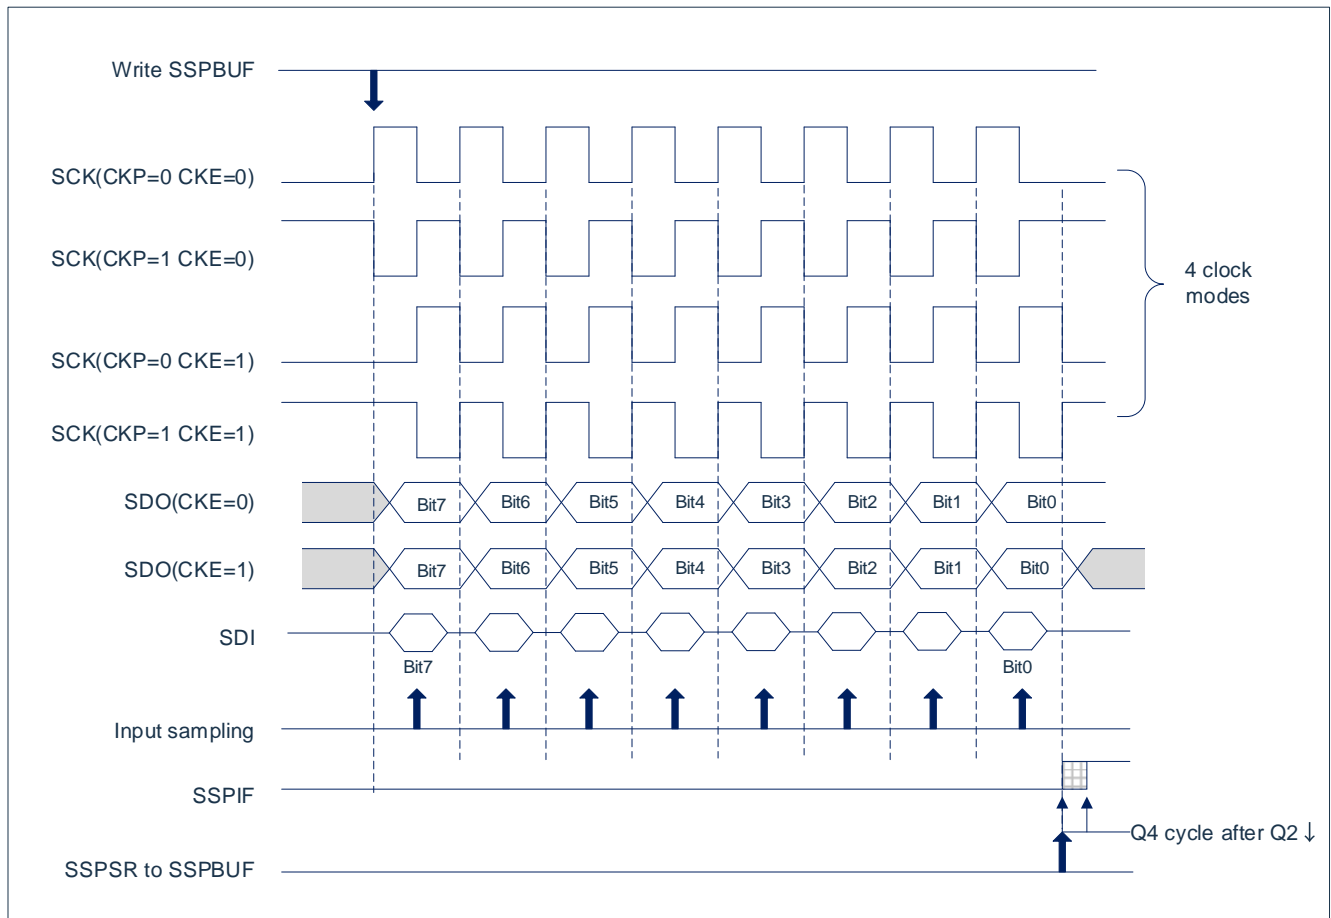 Write SSPBUF
SCK(CKP=0 CKE=0)
SCK(CKP=1 CKE=0)
4 clock
modes
SCK(CKP=0 CKE=1)
SCK(CKP=1 CKE=1)
SDO(CKE=0)
Bit7 Bit6 Bit5 Bit4 Bit3 Bit2 Bit1 Bit0
SDO(CKE=1)
Bit7 Bit6 Bit5 Bit4 Bit3 Bit2 Bit1 Bit0
SDI
Bit7 Bit0
Input sampling
SSPIF
Q4 cycle after Q2 ↓
SSPSR to SSPBUF